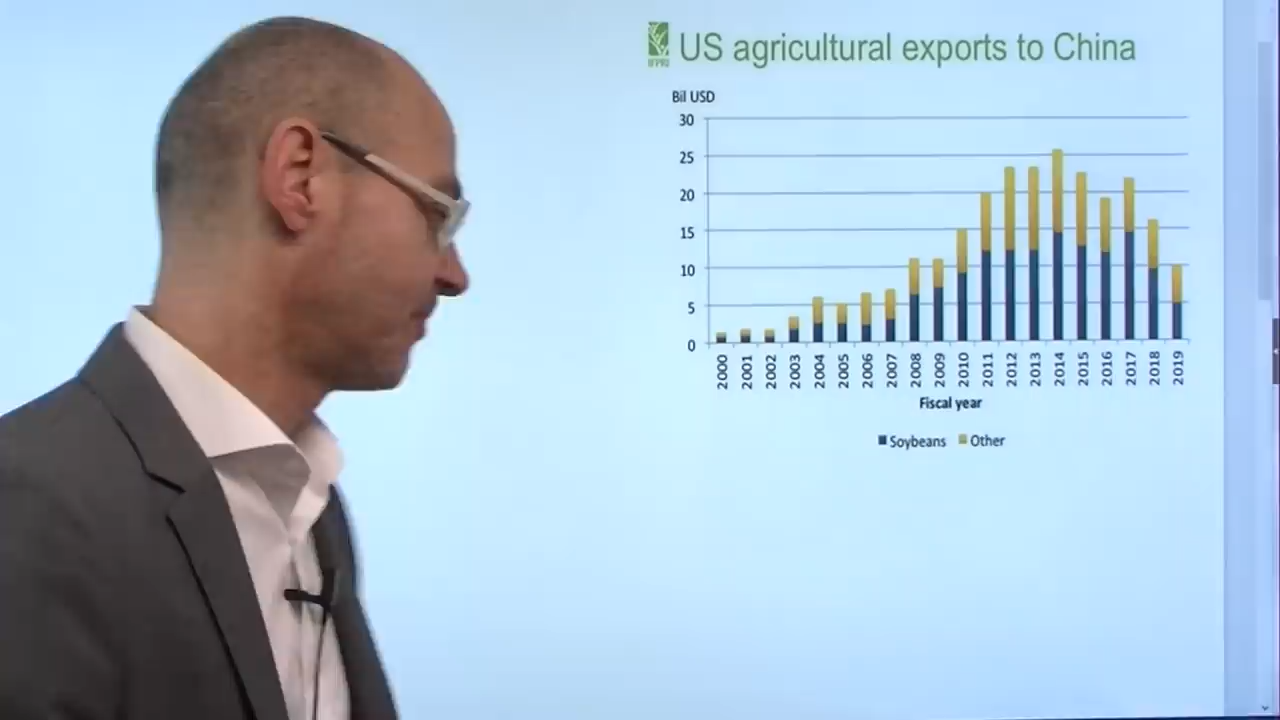 IFPRI
US agricultural exports to China
Bil USD
30
25
20
15
10
5
0
2000 2001 2002 2003 2004 2005 2006 2007 2008 2009 2010 2011 2012 2013 2014 2015 2016 2017 2018 2019
Fiscal year
Soybeans Other